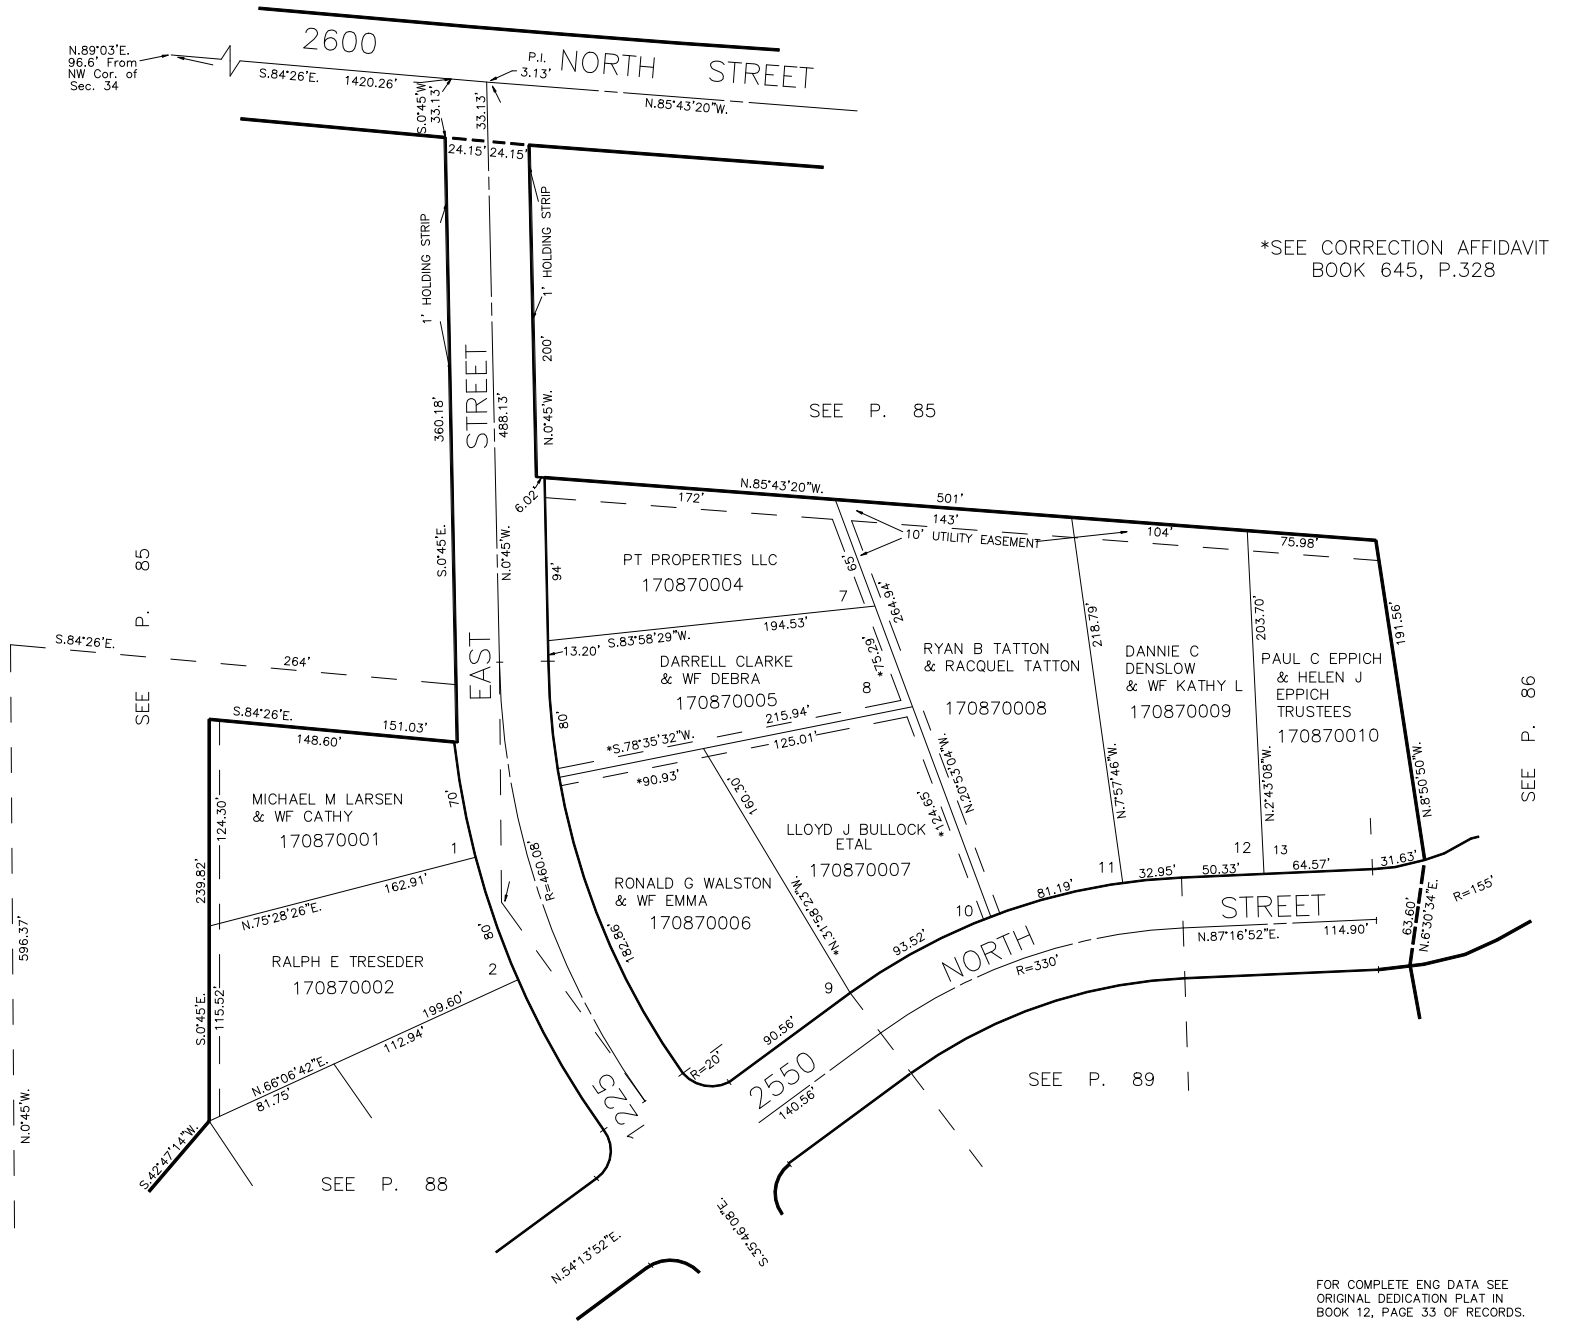 2600 NORTH STREET
N.89°03'E.
96.6' From
NW Cor. of
Sec. 34
S.84°26'E. 1420.26'
P.I.
3.13'
N.85°43'20"W.
S.0°45'W.
33.13'
33.13'
24.15' 24.15'
1' HOLDING STRIP
1' HOLDING STRIP
*SEE CORRECTION AFFIDAVIT
BOOK 645, P.328
200'
N.0°45'W.
360.18'
S.0°45'E.
488.13'
N.0°45'W.
1225 EAST STREET
SEE P. 85
6.02'
N.85°43'20"W. 501'
172'
143'
104'
75.98'
10' UTILITY EASEMENT
PT PROPERTIES LLC
170870004
7
94'
65'
264.94'
194.53'
S.83°58'29"W.
13.20'
DARRELL CLARKE
& WF DEBRA
170870005
8
80'
*75.29'
215.94'
*S.78°35'32"W.
125.01'
*90.93'
N.20°53'04"W.
*124.65'
RYAN B TATTON
& RACQUEL TATTON
170870008
11
218.79'
N.7°57'46"W.
DANNIE C
DENSLOW
& WF KATHY L
170870009
12
203.70'
N.2°43'08"W.
PAUL C EPPICH
& HELEN J
EPPICH
TRUSTEES
170870010
13
191.56'
N.8°50'50"W.
SEE P. 86
SEE P. 85
S.84°26'E.
264'
S.84°26'E.
151.03'
148.60'
MICHAEL M LARSEN
& WF CATHY
170870001
1
70'
124.30'
239.82'
162.91'
N.75°28'26"E.
RALPH E TRESEDER
170870002
2
80'
S.0°45'E.
115.52'
199.60'
112.94'
N.66°06'42"E.
81.75'
596.37'
N.0°45'W.
S.42°47'14"W.
SEE P. 88
R=460.08'
160.30'
*N.31°58'23"W.
RONALD G WALSTON
& WF EMMA
170870006
9
182.86'
LLOYD J BULLOCK
ETAL
170870007
10
93.52'
90.56'
R=20'
81.19'
32.95'
50.33'
64.57'
31.63'
2550 NORTH STREET
140.56'
R=330'
N.87°16'52"E. 114.90'
63.60'
N.6°30'34"E.
R=155'
SEE P. 89
S.35°46'08"E.
N.54°13'52"E.
FOR COMPLETE ENG DATA SEE
ORIGINAL DEDICATION PLAT IN
BOOK 12, PAGE 33 OF RECORDS.